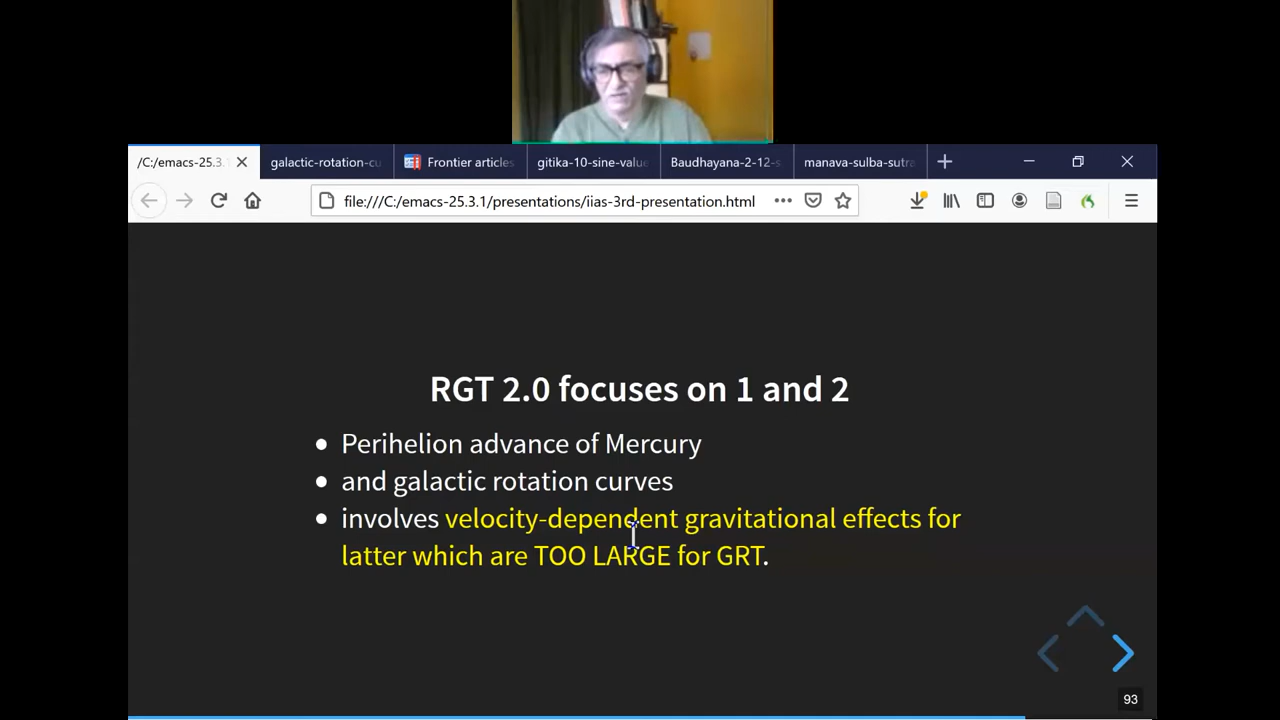 /C:/emacs-25.3.1
galactic-rotation-cu
Frontier articles
gitika-10-sine-value
Baudhayana-2-12-s
manava-sulba-sutra
file:///C:/emacs-25.3.1/presentations/iias-3rd-presentation.html
RGT 2.0 focuses on 1 and 2
Perihelion advance of Mercury
and galactic rotation curves
involves velocity-dependent gravitational effects for
latter which are TOO LARGE for GRT.
93